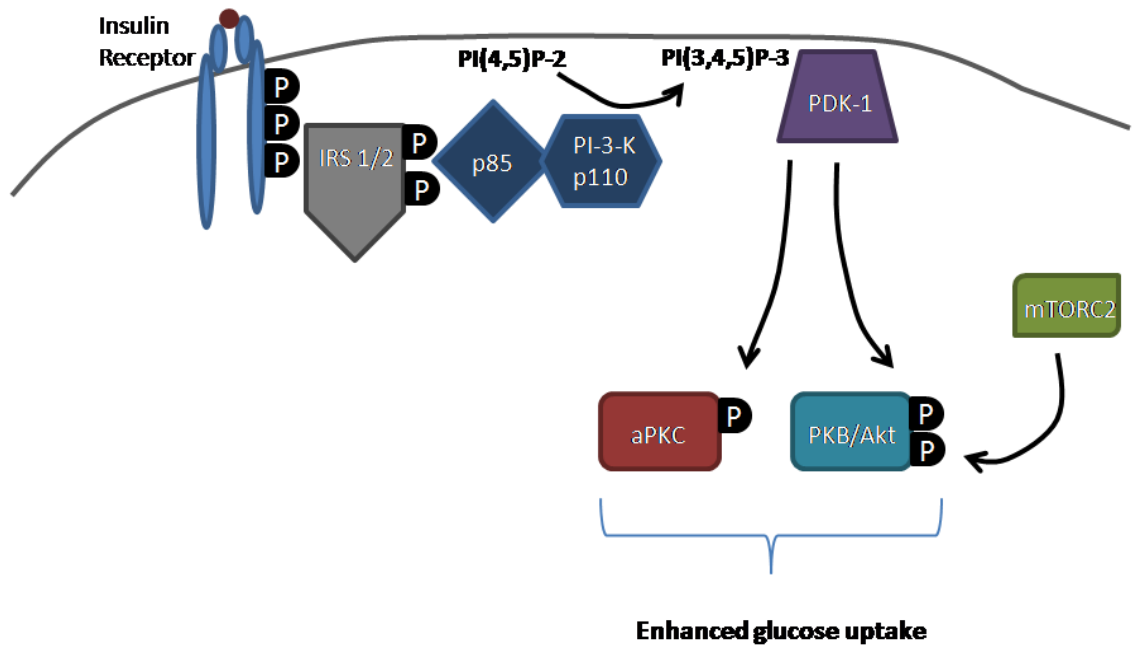 Insulin
Receptor
PI(4,5)P-2
PI(3,4,5)P-3
PDK-1
P
P
P
IRS 1/2
P
P
p85
PI-3-K
p110
mTORC2
aPKC
P
PKB/Akt
P
P
Enhanced glucose uptake